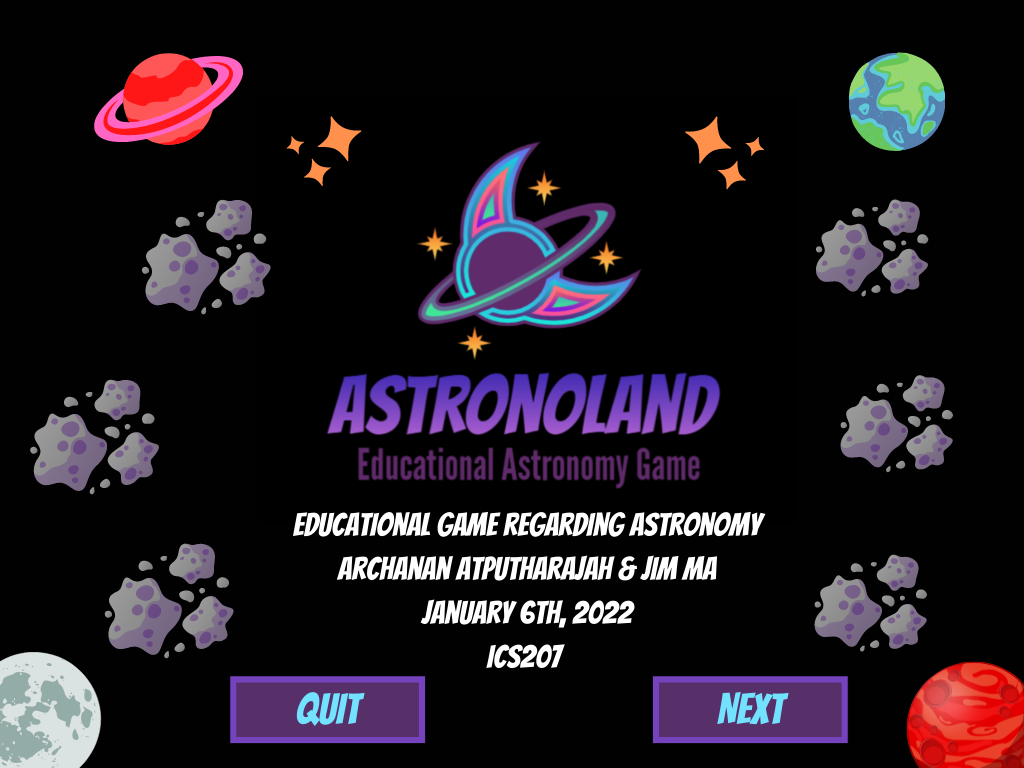 ASTRONOLAND
Educational Astronomy Game
EDUCATIONAL GAME REGARDING ASTRONOMY
ARCHANAN ATPUTHARAJAH & JIM MA
JANUARY 6TH, 2022
ICS207
QUIT
NEXT